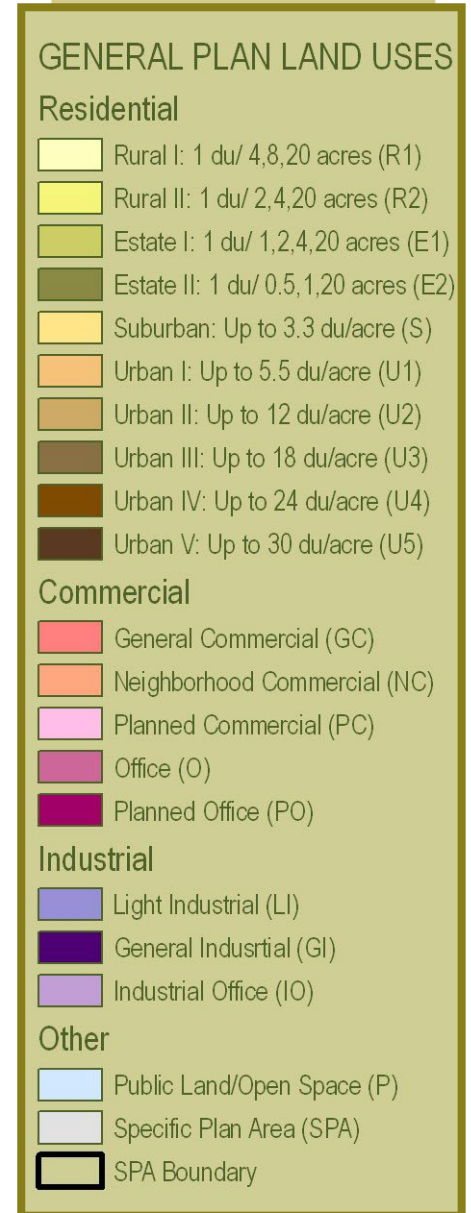 GENERAL PLAN LAND USES
Residential
Rural I: 1 du/ 4,8,20 acres (R1)
Rural II: 1 du/ 2,4,20 acres (R2)
Estate I: 1 du/ 1,2,4,20 acres (E1)
Estate II: 1 du/ 0.5,1,20 acres (E2)
Suburban: Up to 3.3 du/acre (S)
Urban I: Up to 5.5 du/acre (U1)
Urban II: Up to 12 du/acre (U2)
Urban III: Up to 18 du/acre (U3)
Urban IV: Up to 24 du/acre (U4)
Urban V: Up to 30 du/acre (U5)
Commercial
General Commercial (GC)
Neighborhood Commercial (NC)
Planned Commercial (PC)
Office (O)
Planned Office (PO)
Industrial
Light Industrial (LI)
General Indusrtial (GI)
Industrial Office (IO)
Other
Public Land/Open Space (P)
Specific Plan Area (SPA)
SPA Boundary